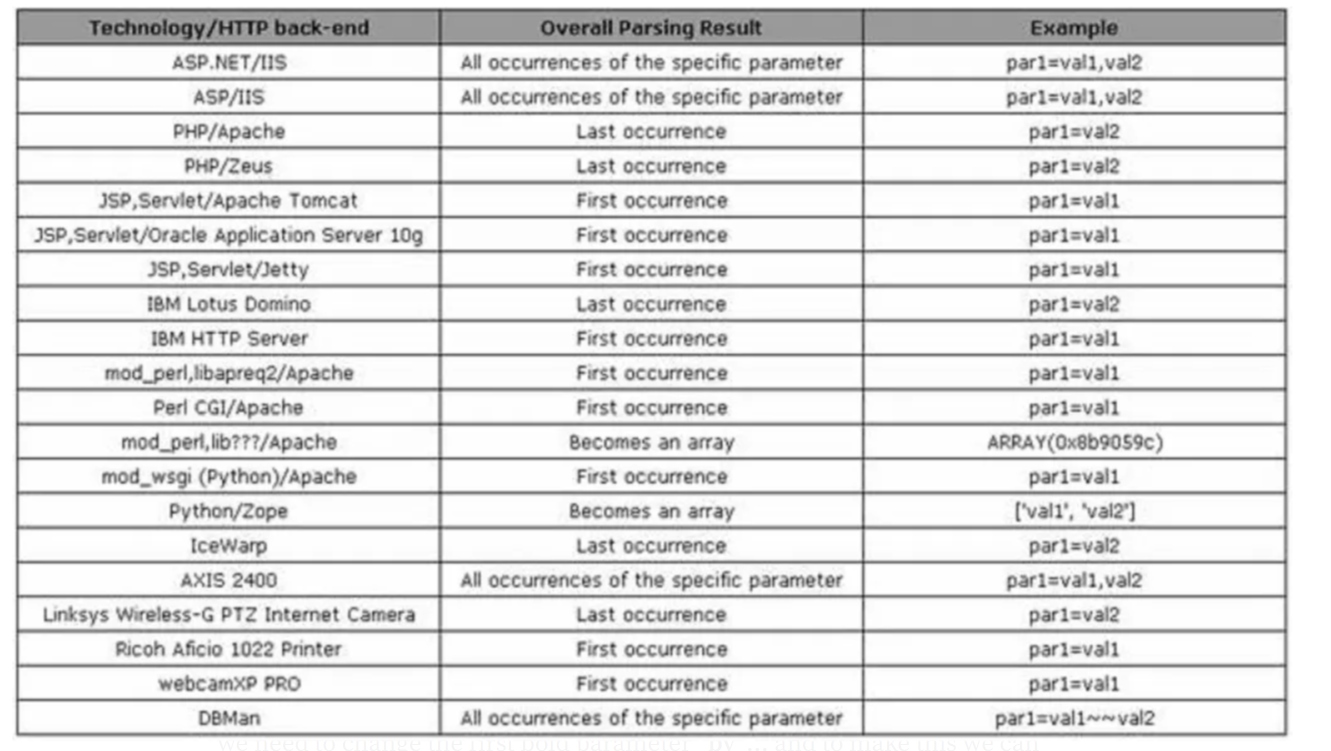 Technology/HTTP back-end Overall Parsing Result Example
ASP.NET/IIS All occurrences of the specific parameter par1=val1,val2
ASP/IIS All occurrences of the specific parameter par1=val1,val2
PHP/Apache Last occurrence par1=val2
PHP/Zeus Last occurrence par1=val2
JSP,Servlet/Apache Tomcat First occurrence par1=val1
JSP,Servlet/Oracle Application Server 10g First occurrence par1=val1
JSP,Servlet/Jetty First occurrence par1=val1
IBM Lotus Domino Last occurrence par1=val2
IBM HTTP Server First occurrence par1=val1
mod_perl,libapreq2/Apache First occurrence par1=val1
Perl CGI/Apache First occurrence par1=val1
mod_perl,lib???/Apache Becomes an array ARRAY(0x8b9059c)
mod_wsgi (Python)/Apache First occurrence par1=val1
Python/Zope Becomes an array ['val1', 'val2']
IceWarp Last occurrence par1=val2
AXIS 2400 All occurrences of the specific parameter par1=val1,val2
Linksys Wireless-G PTZ Internet Camera Last occurrence par1=val2
Ricoh Aficio 1022 Printer First occurrence par1=val1
webcamXP PRO First occurrence par1=val1
DBMan All occurrences of the specific parameter par1=val1~~val2
we need to change the first bold parameter by ... and to make this we can